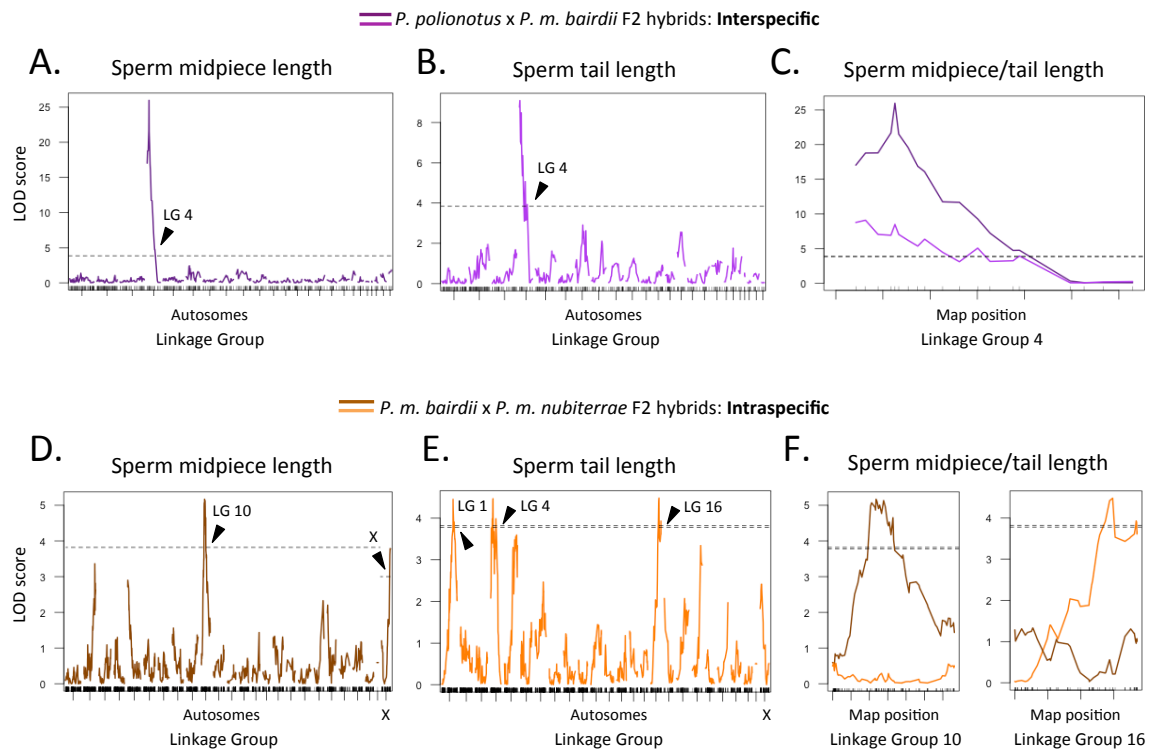 P. polionotus x P. m. bairdii F2 hybrids: Interspecific
A. Sperm midpiece length
B. Sperm tail length
C. Sperm midpiece/tail length
LOD score
25
20
15
10
5
0
LG 4
Autosomes
Linkage Group
8
6
4
2
0
LG 4
Autosomes
Linkage Group
25
20
15
10
5
0
Map position
Linkage Group 4
P. m. bairdii x P. m. nubiterrae F2 hybrids: Intraspecific
D. Sperm midpiece length
E. Sperm tail length
F. Sperm midpiece/tail length
LOD score
5
4
3
2
1
0
LG 10
X
Autosomes X
Linkage Group
4
3
2
1
0
LG 1
LG 4
LG 16
Autosomes X
Linkage Group
5
4
3
2
1
0
Map position
Linkage Group 10
4
3
2
1
0
Map position
Linkage Group 16